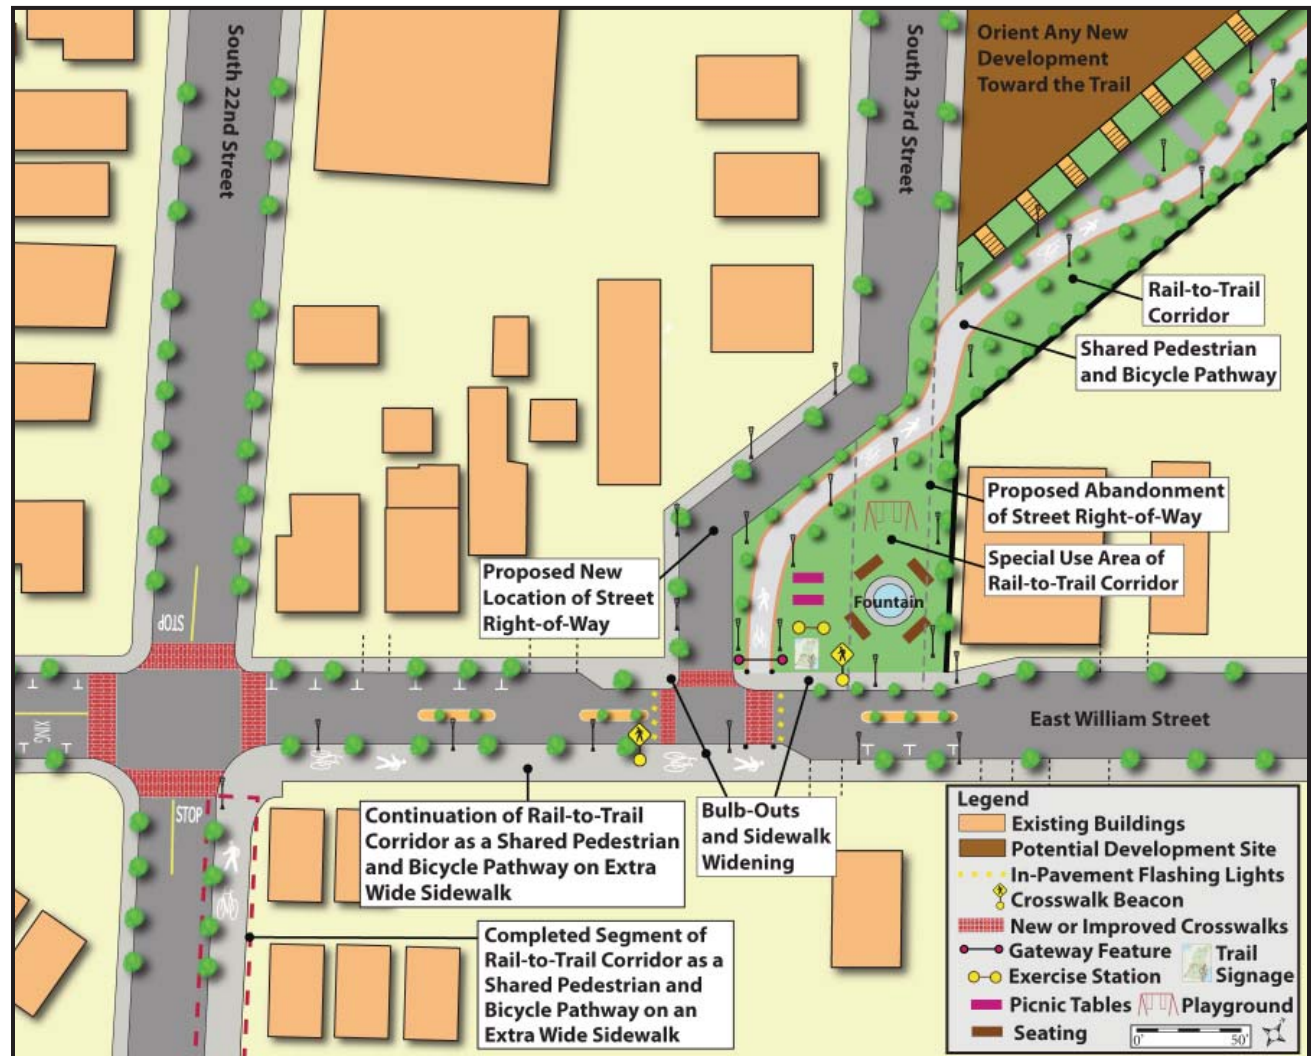 South 22nd Street
South 23rd Street
Orient Any New
Development
Toward the Trail
Rail-to-Trail
Corridor
Shared Pedestrian
and Bicycle Pathway
Proposed Abandonment
of Street Right-of-Way
Special Use Area of
Rail-to-Trail Corridor
Proposed New
Location of Street
Right-of-Way
Fountain
STOP
XING
East William Street
STOP
Continuation of Rail-to-Trail
Corridor as a Shared Pedestrian
and Bicycle Pathway on Extra
Wide Sidewalk
Bulb-Outs
and Sidewalk
Widening
Completed Segment of
Rail-to-Trail Corridor as a
Shared Pedestrian and
Bicycle Pathway on an
Extra Wide Sidewalk
Legend
Existing Buildings
Potential Development Site
In-Pavement Flashing Lights
Crosswalk Beacon
New or Improved Crosswalks
Gateway Feature
Trail
Signage
Exercise Station
Picnic Tables
Playground
Seating
0' 50'